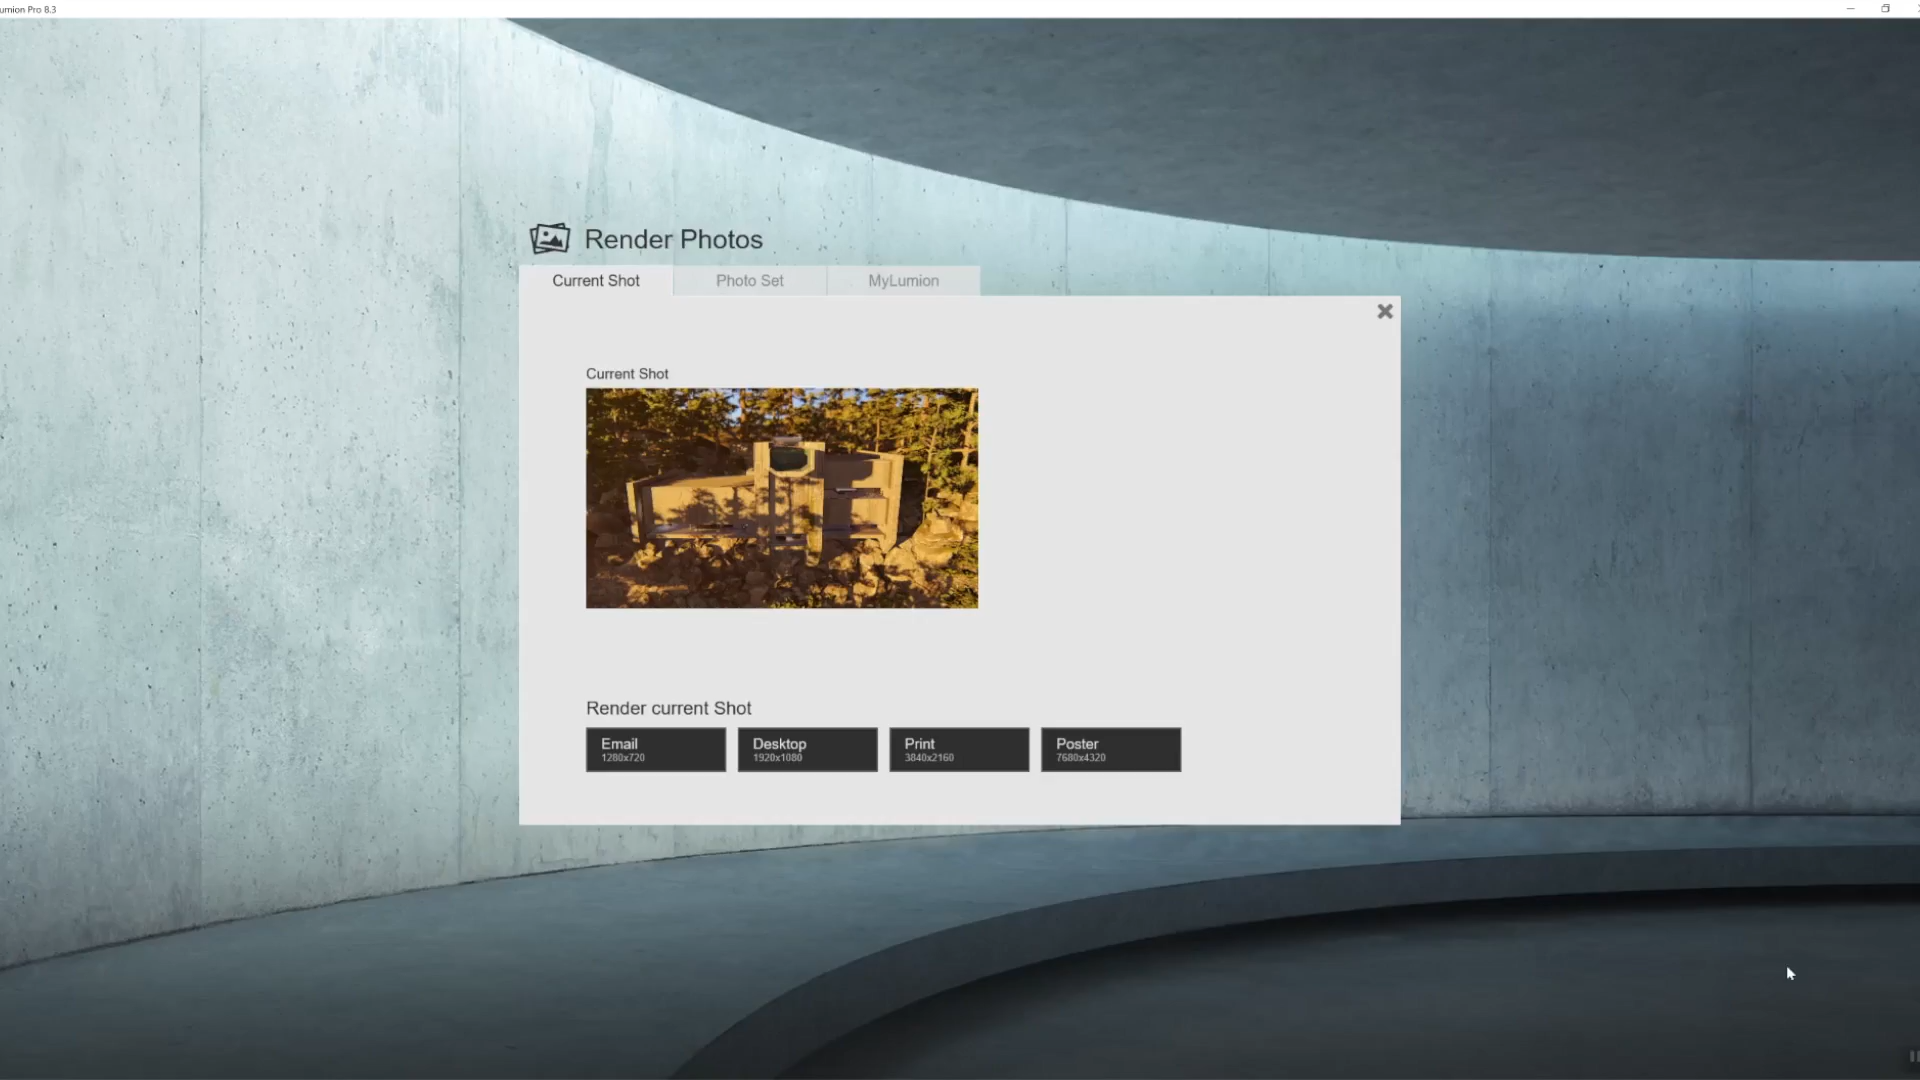 umion Pro 8.3
Render Photos
Current Shot
Photo Set
MyLumion
Current Shot
Render current Shot
Email
1280x720
Desktop
1920x1080
Print
3840x2160
Poster
7680x4320